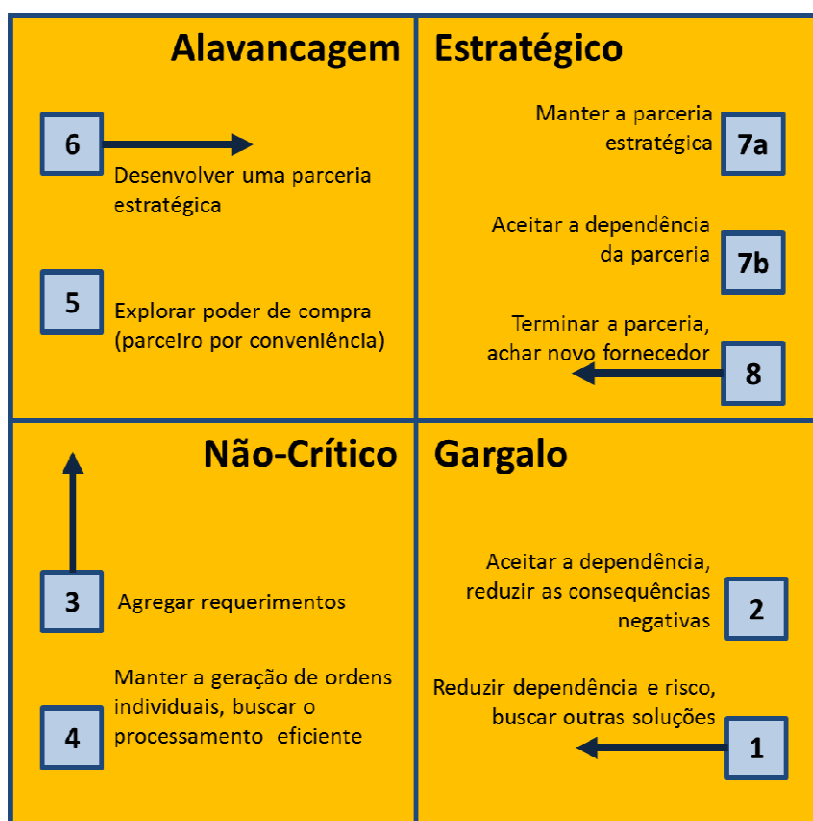 Alavancagem
6
Desenvolver uma parceria
estratégica
5
Explorar poder de compra
(parceiro por conveniência)
Estratégico
Manter a parceria
estratégica
7a
Aceitar a dependência
da parceria
7b
Terminar a parceria,
achar novo fornecedor
8
Não-Crítico
3
Agregar requerimentos
Manter a geração de ordens
individuais, buscar o
processamento eficiente
4
Gargalo
Aceitar a dependência,
reduzir as consequências
negativas
2
Reduzir dependência e risco,
buscar outras soluções
1